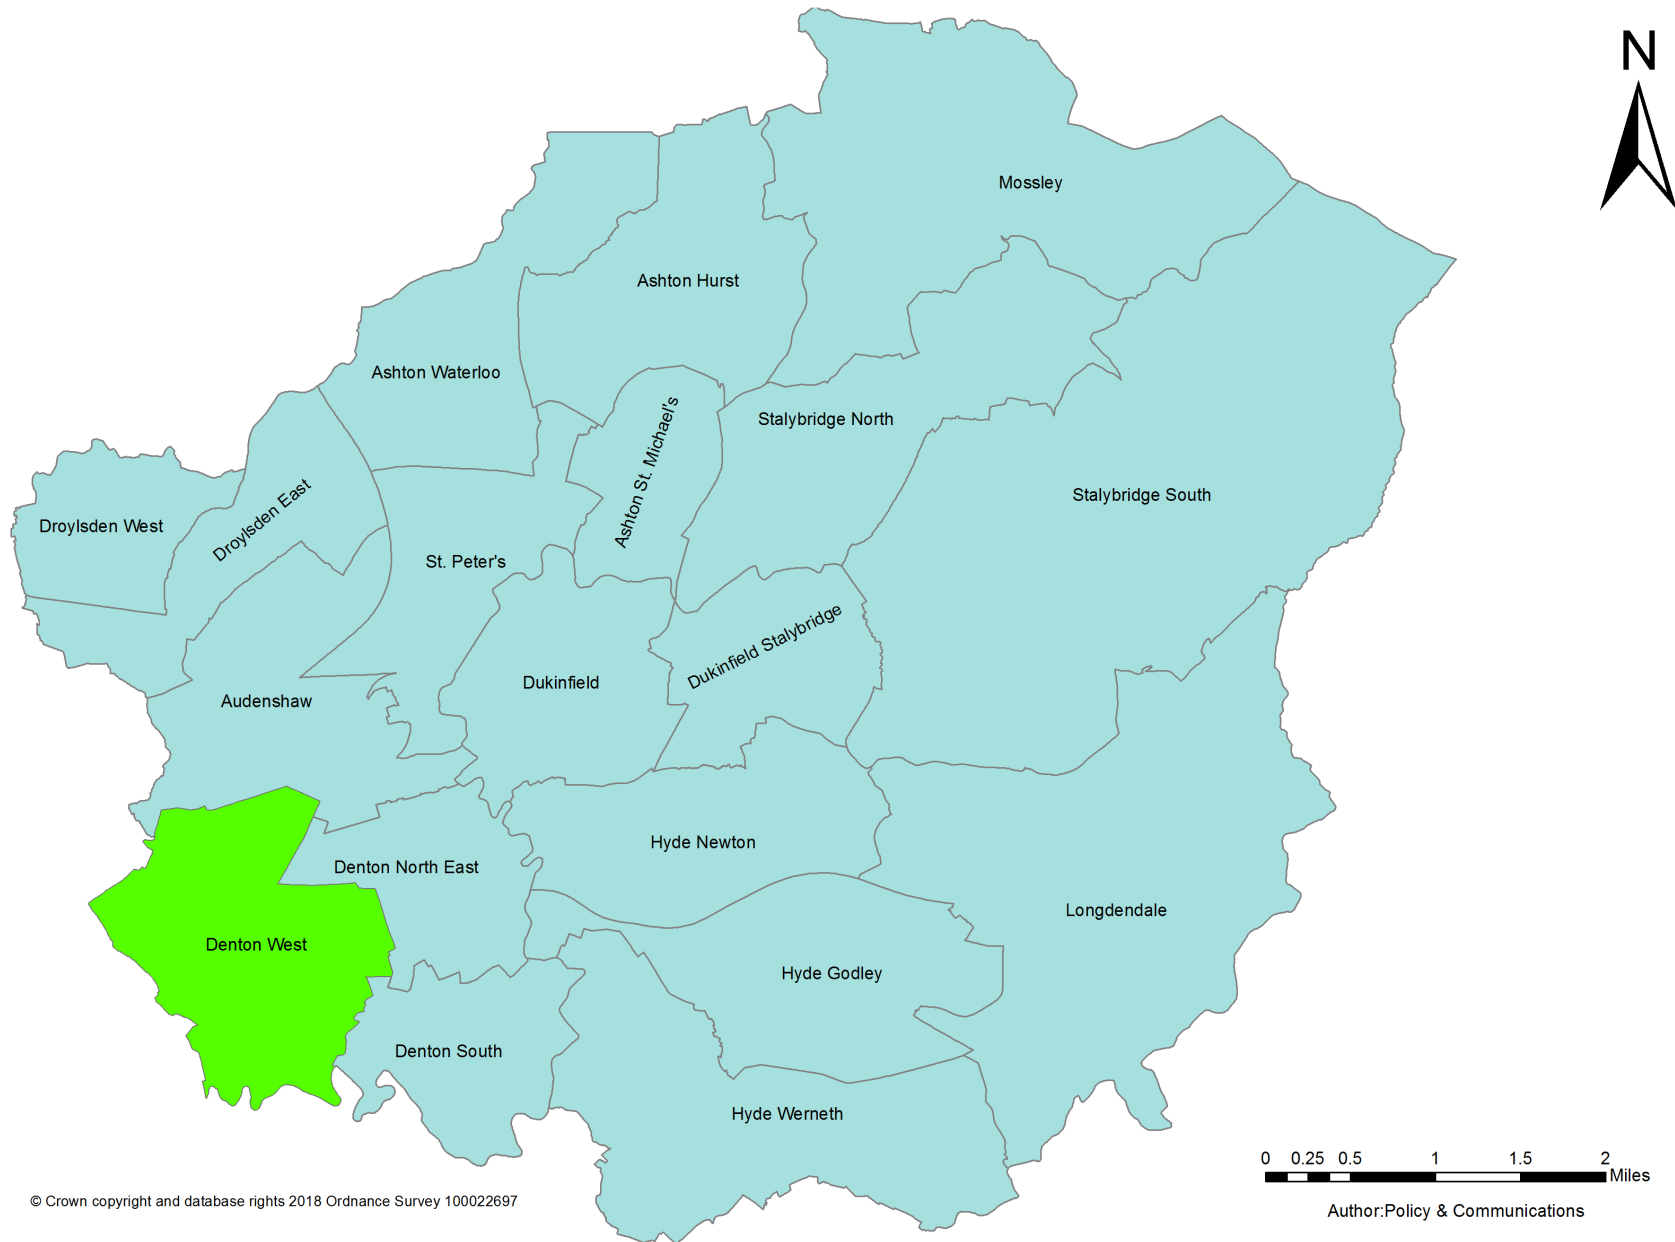 N
Mossley
Ashton Hurst
Ashton Waterloo
Ashton St. Michael's
Stalybridge North
Stalybridge South
Droylsden West
Droylsden East
St. Peter's
Dukinfield Stalybridge
Dukinfield
Audenshaw
Hyde Newton
Denton North East
Longdendale
Denton West
Hyde Godley
Denton South
Hyde Werneth
0 0.25 0.5 1 1.5 2
Miles
© Crown copyright and database rights 2018 Ordnance Survey 100022697
Author:Policy & Communications